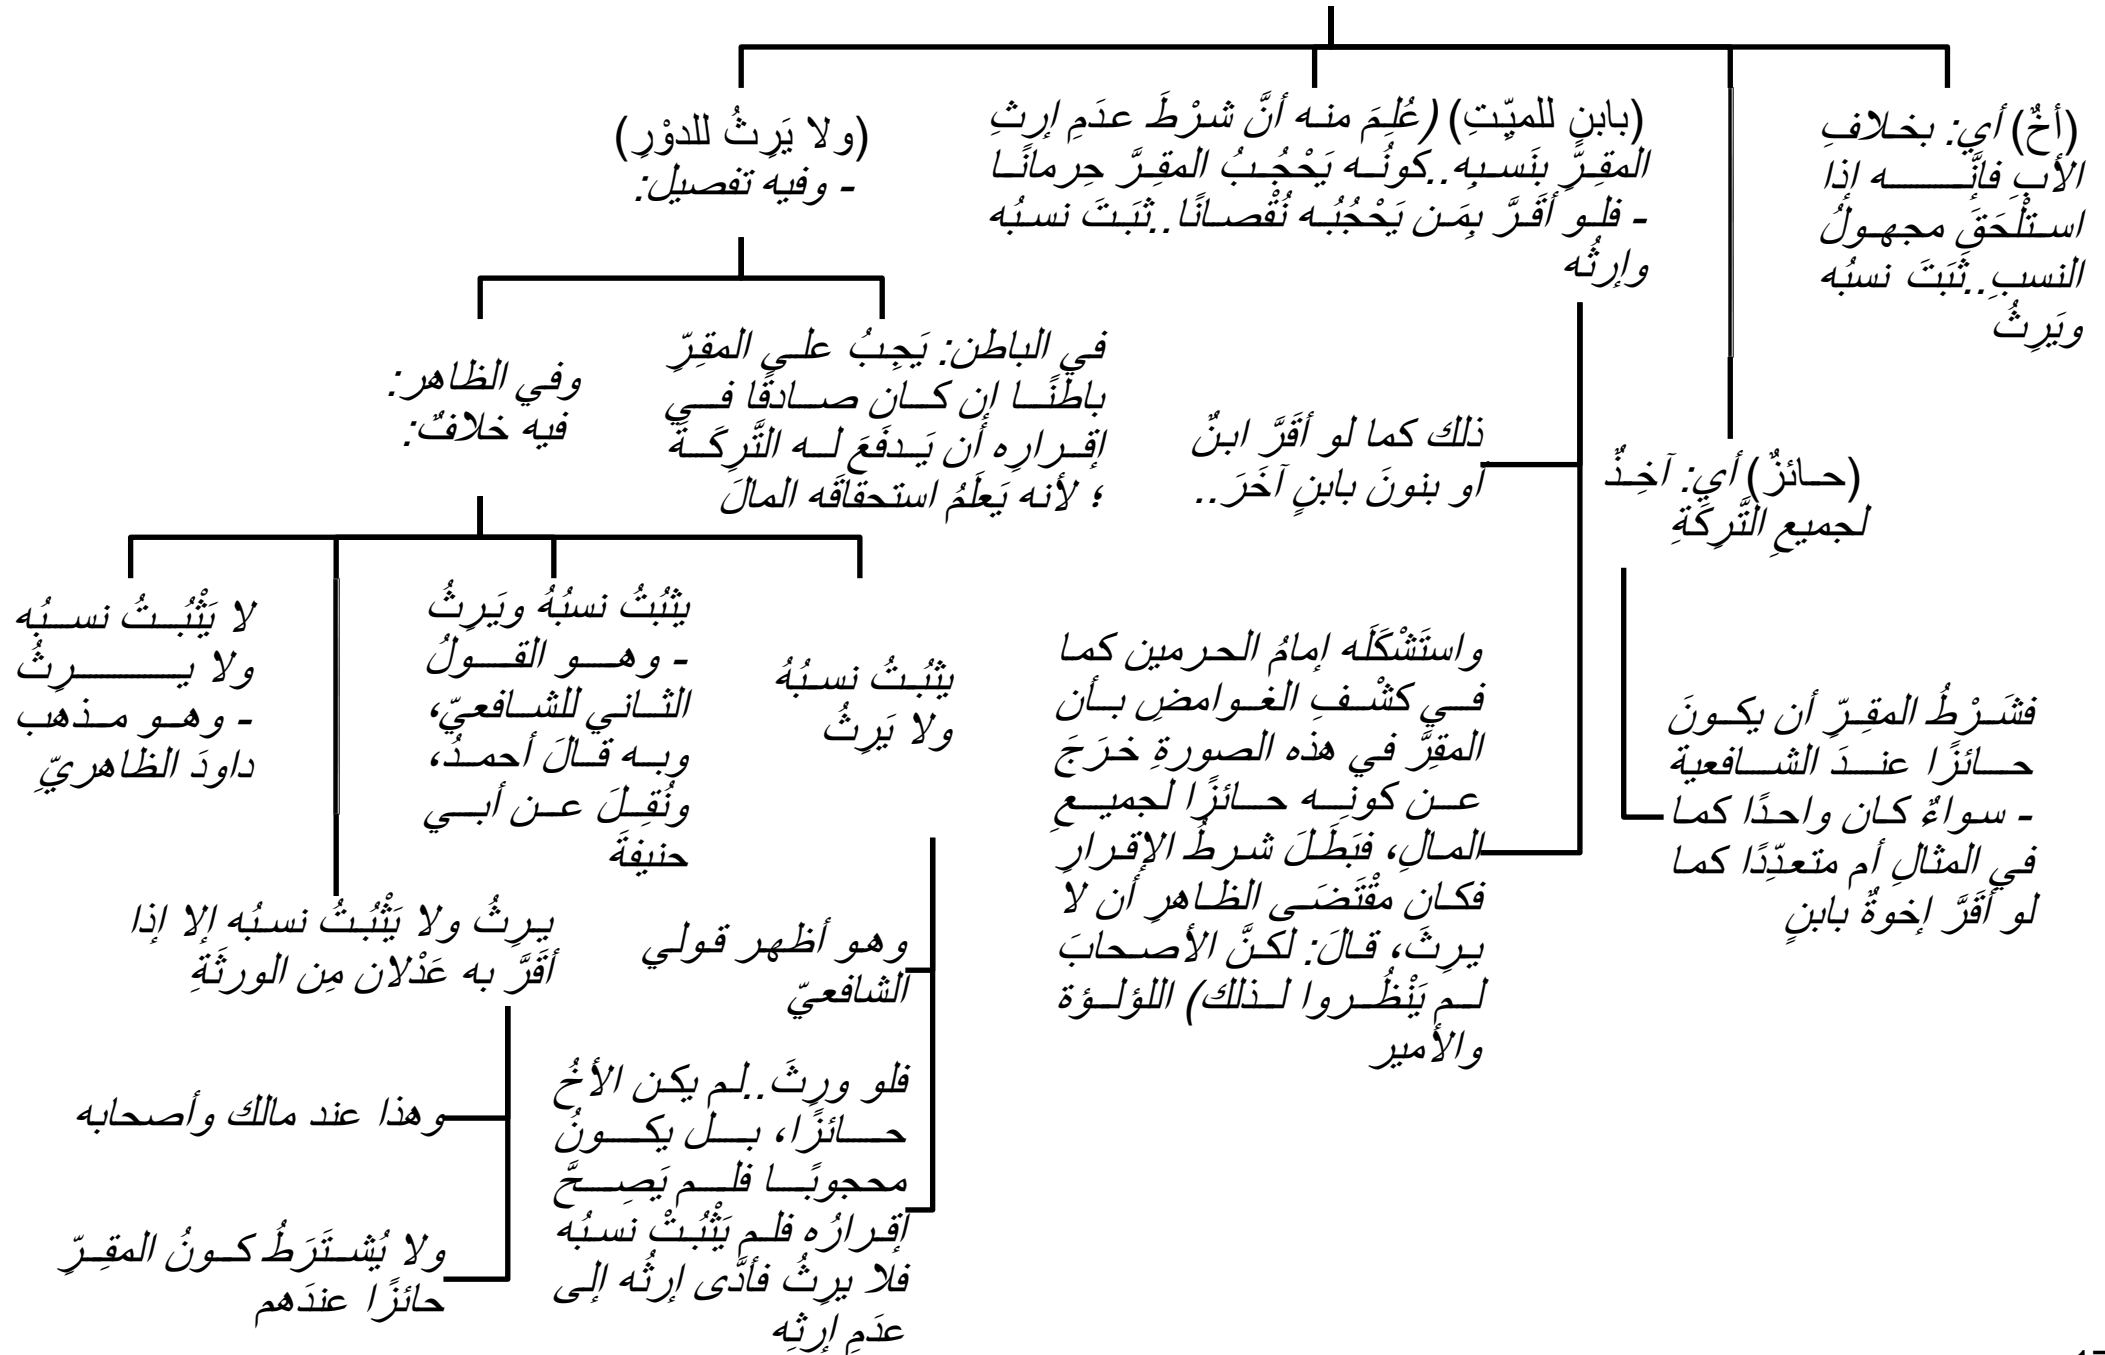 (أخٌ) أي: بخلافِ
الأبِ فإنَّه إذا
استلْحَقَ مجهولُ
النسبِ..ثَبَتَ نسبُه
ويَرِثُ
(حائزٌ) أي: آخِذٌ
لجميعِ التَّرِكَةِ
فشَرْطُ المقِرّ أن يكونَ
حائزًا عندَ الشافعية
- سواءٌ كان واحدًا كما
في المثالِ أم متعدِّدًا كما
لو أقَرَّ إخوةٌ بابنٍ
(بابنٍ للميِّتِ) (عُلِمَ منه أنَّ شرْطَ عدَمِ إرثِ
المقِرِّ بنَسبِه..كونُه يَحْجُبُ المقِرَّ حِرمانًا
- فلو أقَرَّ بِمَن يَحْجُبُه نُقْصانًا..ثبَتَ نسبُه
وإرثُه
ذلك كما لو أقَرَّ ابنٌ
أو بنونَ بابنٍ آخَرَ..
واستَشْكَلَه إمامُ الحرمين كما
في كشْفِ الغوامضِ بأن
المقِرَّ في هذه الصورةِ خرَجَ
عن كونِه حائزًا لجميعِ
المالِ، فبَطَلَ شرطُ الإقرارِ
فكان مقْتَضَى الظاهرِ أن لا
يرِثَ، قالَ: لكنَّ الأصحابَ
لم يَنْظُروا لذلك) اللؤلؤة
والأمير
(ولا يَرِثُ للدوْرِ)
- وفيه تفصيل:
في الباطن: يَجِبُ على المقِرّ
باطنًا إن كان صادقًا في
إقرارِه أن يَدفَعَ له التَّرِكَةَ
؛ لأنه يَعلَمُ استحقاقَه المالَ
وفي الظاهر:
فيه خلافٌ:
يثبُتُ نسبُهُ
ولا يَرِثُ
وهو أظهر قولي
الشافعيّ
فلو ورِثَ..لم يكن الأخُ
حائزًا، بل يكونُ
محجوبًا فلم يَصِحَّ
إقرارُه فلم يَثْبُتْ نسبُه
فلا يرِثُ فأدَّى إرثُه إلى
عدَمِ إرثِه
يثبُتُ نسبُهُ ويَرِثُ
- وهو القولُ
الثاني للشافعيّ،
وبه قالَ أحمدُ،
ونُقِلَ عن أبي
حنيفةَ
يرِثُ ولا يَثْبُتُ نسبُه إلا إذا
أقَرَّ به عَدْلان مِن الورثَةِ
وهذا عند مالك وأصحابه
ولا يُشتَرَطُ كونُ المقِرّ
حائزًا عندَهم
لا يَثْبُتُ نسبُه
ولا يرِثُ
- وهو مذهب
داودَ الظاهريِّ